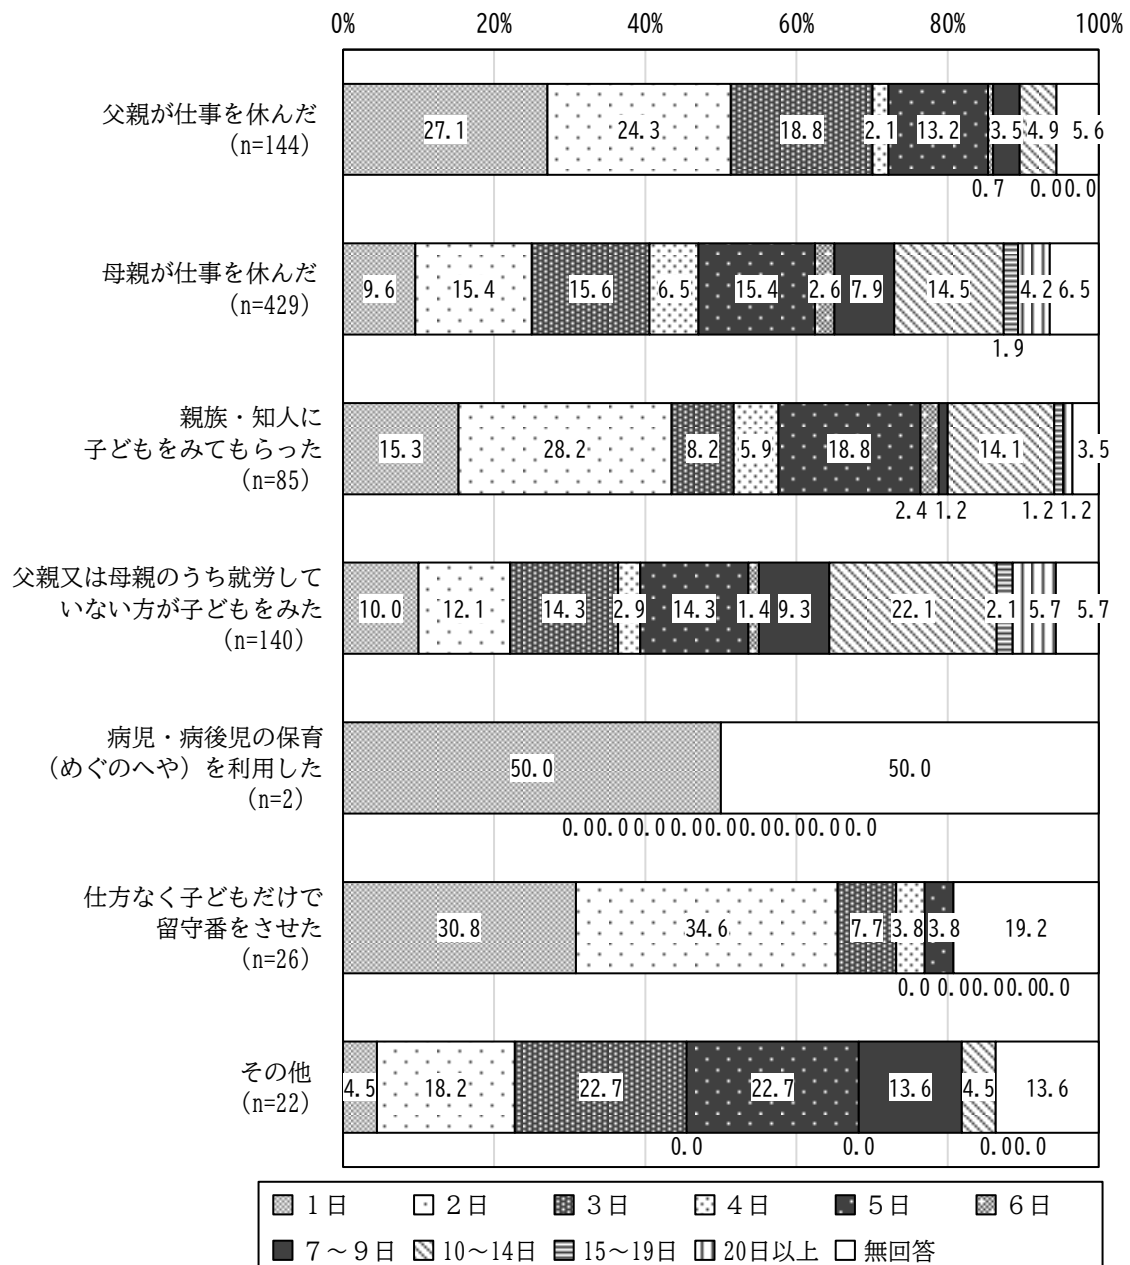 0% 20% 40% 60% 80% 100%
父親が仕事を休んだ
(n=144)
27.1 24.3 18.8 2.1 13.2 3.5 4.9 5.6
0.7 0.0 0.0
母親が仕事を休んだ
(n=429)
9.6 15.4 15.6 6.5 15.4 2.6 7.9 14.5 4.2 6.5
1.9
親族・知人に
子どもをみてもらった
(n=85)
15.3 28.2 8.2 5.9 18.8 14.1 3.5
2.4 1.2 1.2 1.2
父親又は母親のうち就労して
いない方が子どもをみた
(n=140)
10.0 12.1 14.3 2.9 14.3 1.4 9.3 22.1 2.1 5.7 5.7
病児・病後児の保育
(めぐのへや)を利用した
(n=2)
50.0 50.0
0.0 0.0 0.0 0.0 0.0 0.0 0.0 0.0 0.0
仕方なく子どもだけで
留守番をさせた
(n=26)
30.8 34.6 7.7 3.8 3.8 19.2
0.0 0.0 0.0 0.0 0.0
その他
(n=22)
4.5 18.2 22.7 22.7 13.6 4.5 13.6
0.0 0.0 0.0 0.0
1日 2日 3日 4日 5日 6日
7~9日 10~14日 15~19日 20日以上 無回答